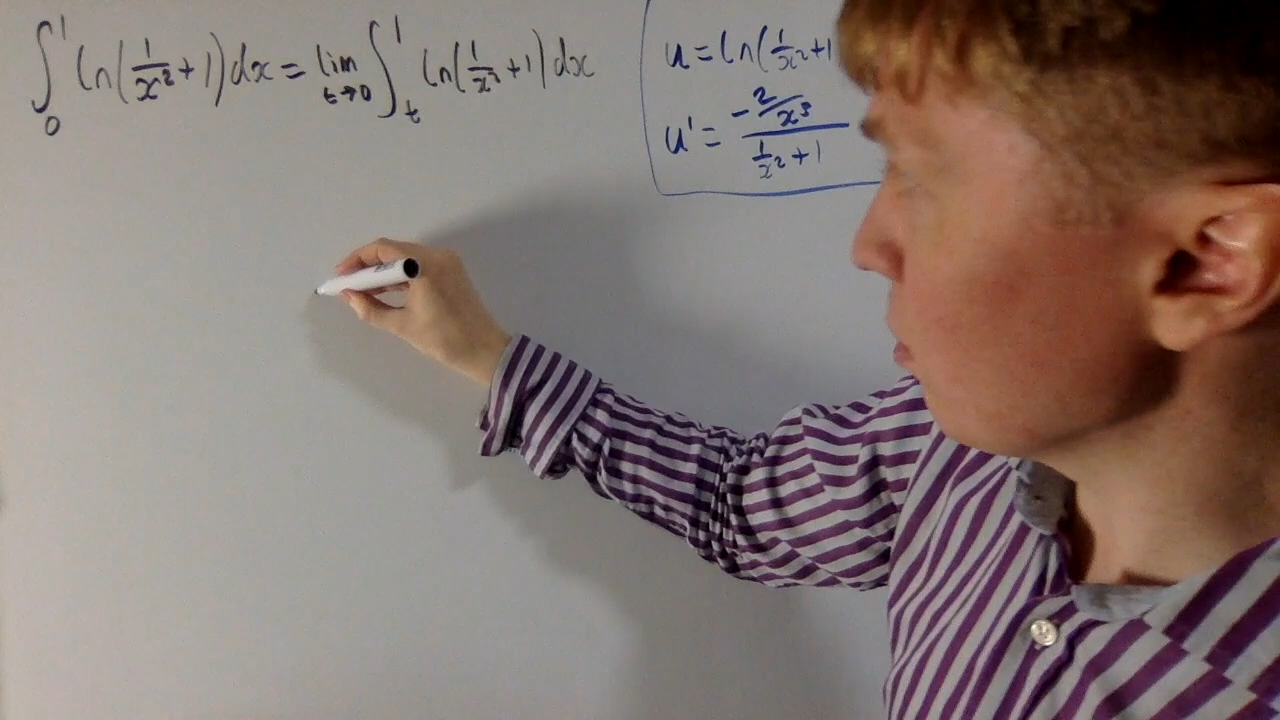 ∫₀¹ ln(1/x² + 1) dx = lim t→0 ∫ₜ¹ ln(1/x² + 1) dx
u = ln(1/x² + 1
u' = (-2/x³)/(1/x² + 1)